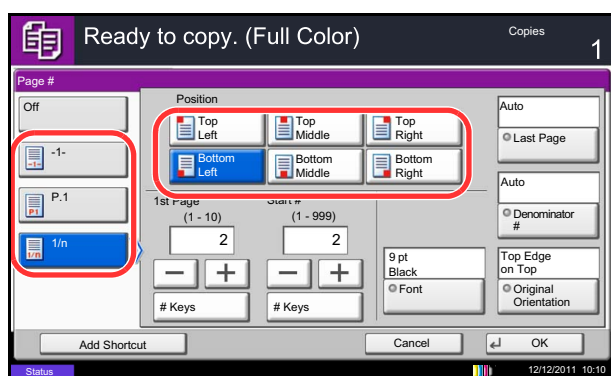 Ready to copy. (Full Color)
Copies
1
Page #
Off
-1-
-1-
P.1
P1
1/n
1/n
Position
Top
Left
Top
Middle
Top
Right
Bottom
Left
Bottom
Middle
Bottom
Right
1st Page
(1 - 10)
2
# Keys
Start #
(1 - 999)
2
# Keys
9 pt
Black
Font
Auto
Last Page
Auto
Denominator
#
Top Edge
on Top
Original
Orientation
Add Shortcut
Cancel
OK
Status
12/12/2011 10:10